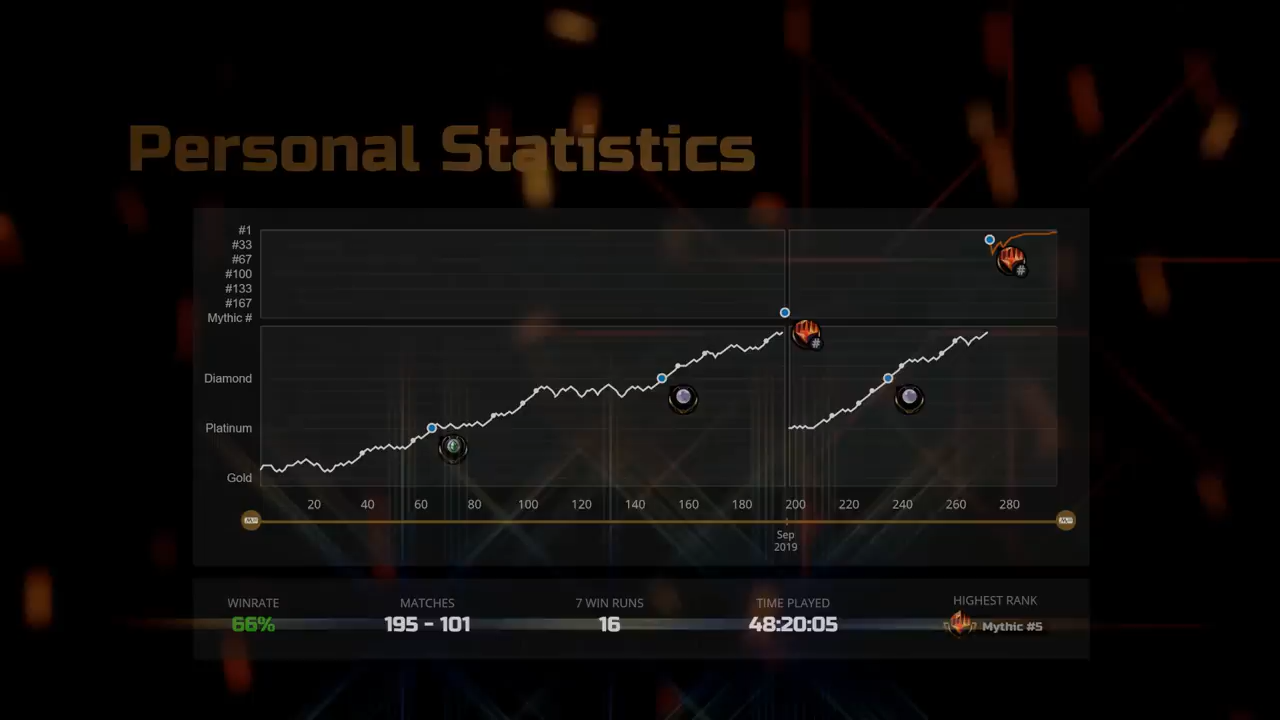 Personal Statistics
#1
#33
#67
#100
#133
#167
Mythic #
Diamond
Platinum
Gold
20 40 60 80 100 120 140 160 180 200 220 240 260 280
Sep
2019
WINRATE MATCHES 7 WIN RUNS TIME PLAYED HIGHEST RANK
66% 195 - 101 16 48:20:05 Mythic #5
# #